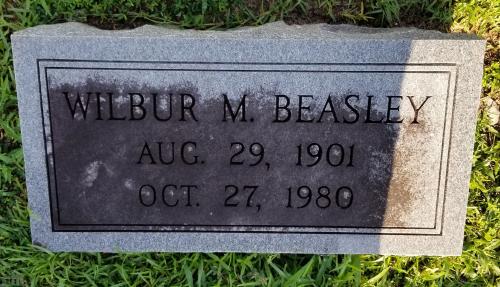 WILBUR M. BEASLEY
AUG. 29, 1901
OCT. 27, 1980